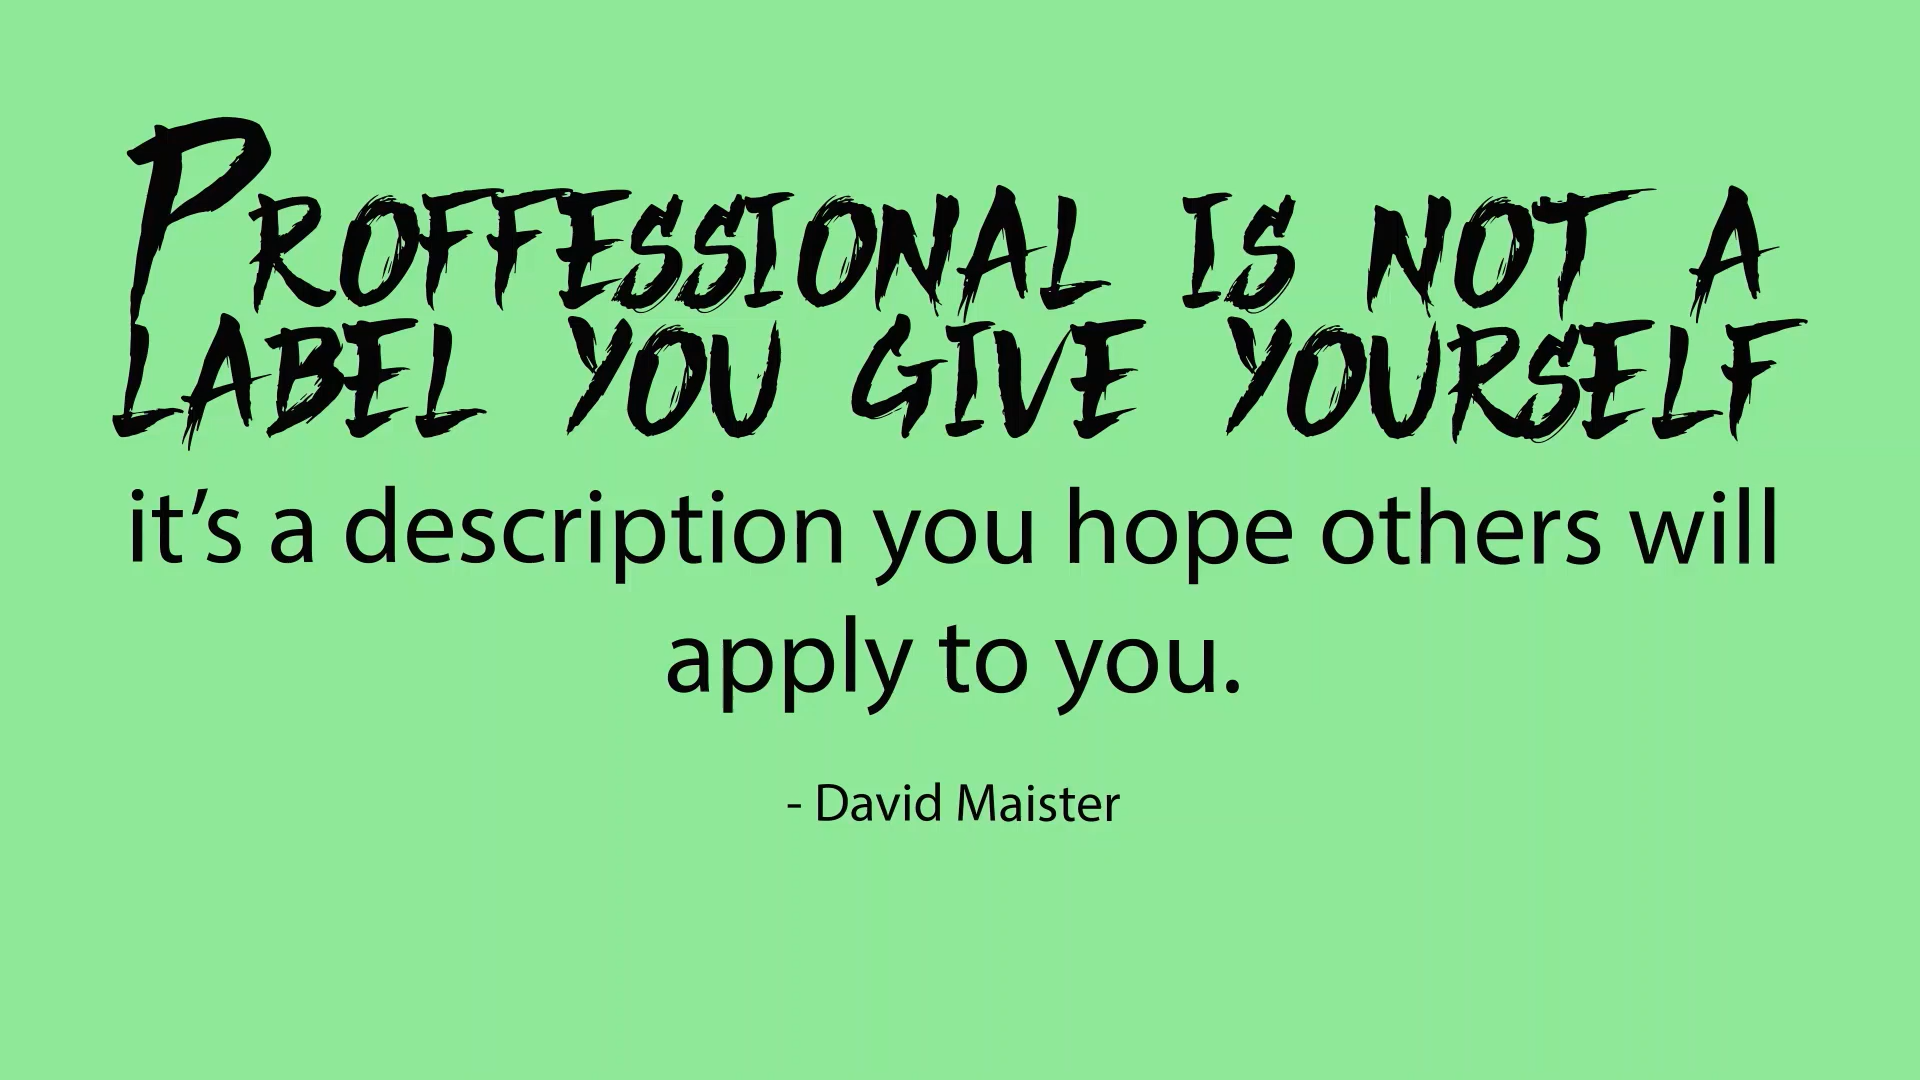 PROFFESSIONAL IS NOT A
LABEL YOU GIVE YOURSELF
it’s a description you hope others will
apply to you.
- David Maister